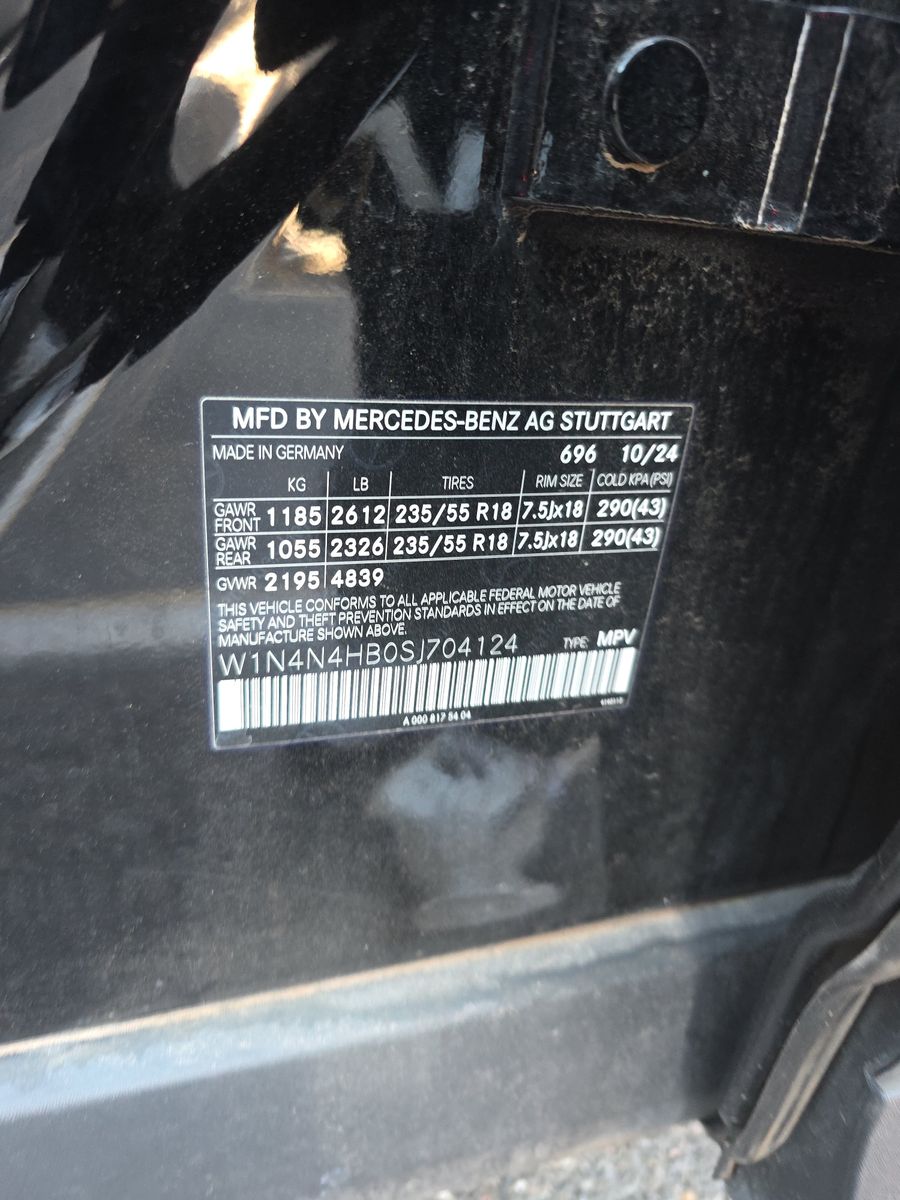 MFD BY MERCEDES-BENZ AG STUTTGART
MADE IN GERMANY 696 10/24
KG LB TIRES RIM SIZE COLD KPA (PSI)
GAWR FRONT 1185 2612 235/55 R18 7.5Jx18 290(43)
GAWR REAR 1055 2326 235/55 R18 7.5Jx18 290(43)
GVWR 2195 4839
THIS VEHICLE CONFORMS TO ALL APPLICABLE FEDERAL MOTOR VEHICLE
SAFETY AND THEFT PREVENTION STANDARDS IN EFFECT ON THE DATE OF
MANUFACTURE SHOWN ABOVE.
W1N4N4HB0SJ704124 TYPE: MPV
A 000 817 84 04